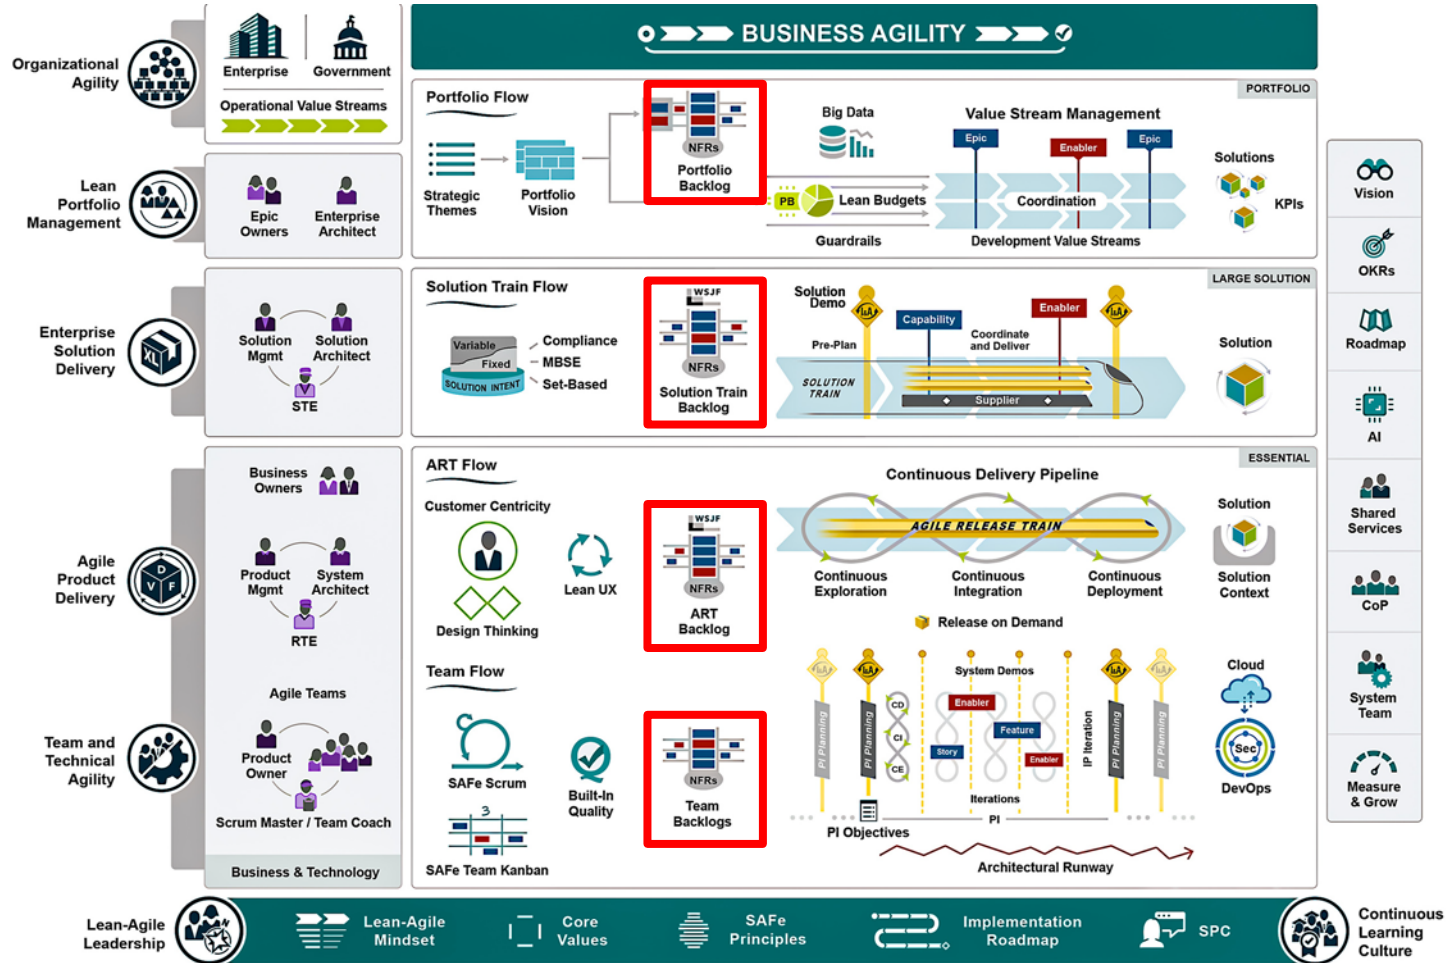 BUSINESS AGILITY
Organizational
Agility
Enterprise
Government
Operational Value Streams
Lean
Portfolio
Management
Epic
Owners
Enterprise
Architect
Portfolio Flow
PORTFOLIO
Strategic
Themes
Portfolio
Vision
NFRs
Portfolio
Backlog
Big Data
PB
Lean Budgets
Guardrails
Value Stream Management
Epic
Enabler
Epic
Coordination
Development Value Streams
Solutions
KPIs
Enterprise
Solution
Delivery
XL
Solution
Mgmt
Solution
Architect
STE
Solution Train Flow
LARGE SOLUTION
Variable
Fixed
SOLUTION INTENT
Compliance
MBSE
Set-Based
WSJF
NFRs
Solution Train
Backlog
Solution
Demo
Pre-Plan
Capability
Coordinate
and Deliver
Enabler
SOLUTION
TRAIN
Supplier
Solution
Agile
Product
Delivery
D
V F
Business
Owners
Product
Mgmt
System
Architect
RTE
ART Flow
ESSENTIAL
Customer Centricity
Lean UX
Design Thinking
WSJF
NFRs
ART
Backlog
Continuous Delivery Pipeline
AGILE RELEASE TRAIN
Continuous
Exploration
Continuous
Integration
Continuous
Deployment
Solution
Solution
Context
Release on Demand
Team and
Technical
Agility
Agile Teams
Product
Owner
Scrum Master / Team Coach
Business & Technology
Team Flow
SAFe Scrum
Built-In
Quality
3
SAFe Team Kanban
NFRs
Team
Backlogs
System Demos
PI Planning
PI Planning
CD
CI
CE
Enabler
Story
Feature
Enabler
IP Iteration
PI Planning
PI Planning
Iterations
PI
PI Objectives
Architectural Runway
Cloud
Sec
DevOps
Vision
OKRs
Roadmap
AI
Shared
Services
CoP
System
Team
Measure
& Grow
Lean-Agile
Leadership
Lean-Agile
Mindset
Core
Values
SAFe
Principles
Implementation
Roadmap
SPC
Continuous
Learning
Culture